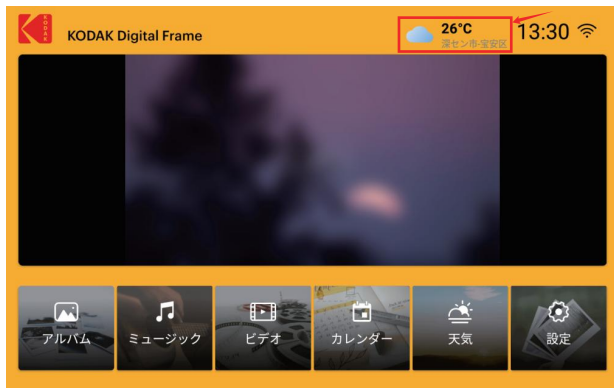 KODAK
KODAK Digital Frame
26°C
深セン市-宝安区
13:30
アルバム
ミュージック
ビデオ
カレンダー
天気
設定